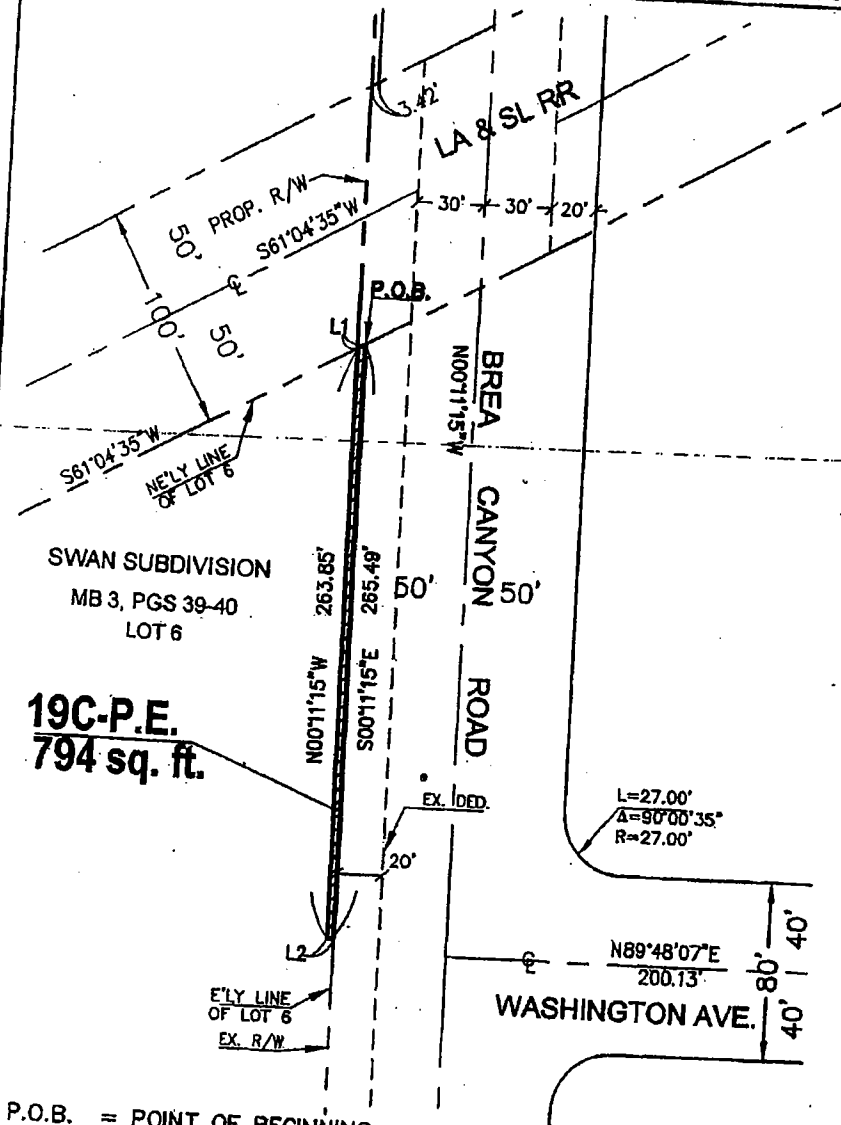 3.42'
LA & SL RR
PROP. R/W
30'
30'
20'
50'
S61°04'35"W
℄
100'
50'
P.O.B.
L1
BREA CANYON ROAD
N00°11'15"W
S61°04'35"W
NE'LY LINE
OF LOT 6
SWAN SUBDIVISION
MB 3, PGS 39-40
LOT 6
N00°11'15"W 263.85'
S00°11'15"E 265.49'
50'
50'
19C-P.E.
794 sq. ft.
EX. DED.
L=27.00'
Δ=90°00'35"
R=27.00'
20'
L2
℄
N89°48'07"E
200.13'
80'
40'
40'
E'LY LINE
OF LOT 6
WASHINGTON AVE.
EX. R/W
P.O.B. = POINT OF BEGINNING